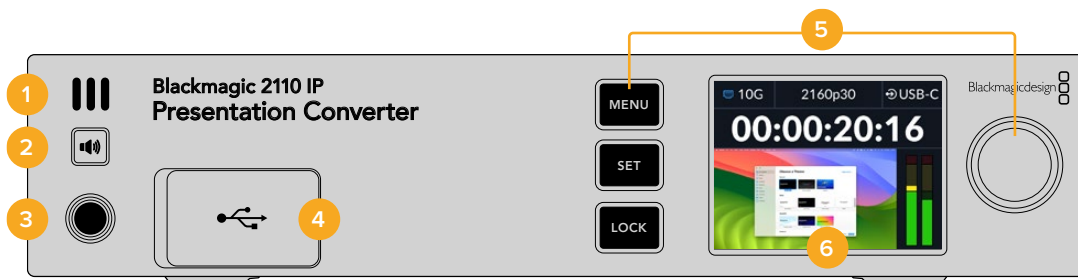 5
1
Blackmagic 2110 IP
Presentation Converter
2
3
4
MENU
SET
LOCK
10G 2160p30 USB-C
00:00:20:16
6
Blackmagicdesign